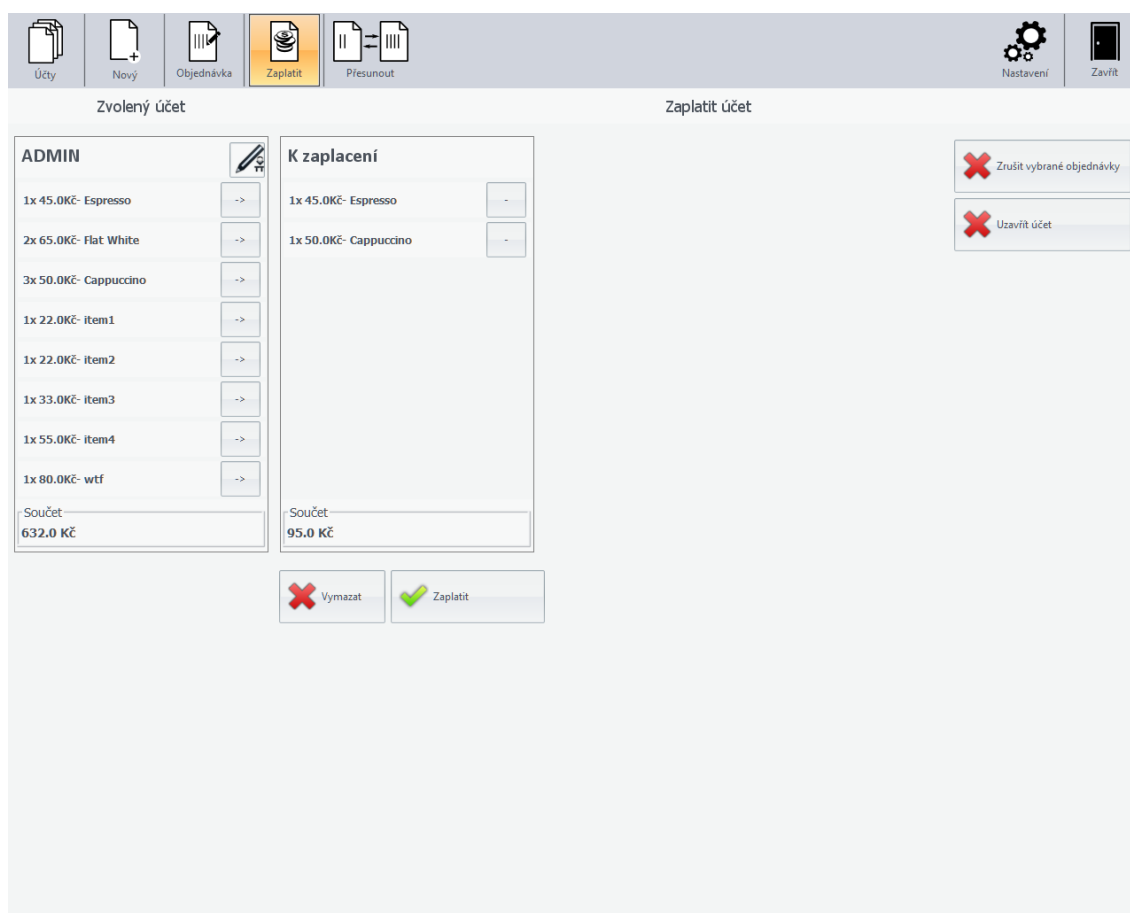 Účty
Nový
Objednávka
Zaplatit
Přesunout
Nastavení
Zavřít
Zvolený účet
Zaplatit účet
ADMIN
1x 45.0Kč- Espresso ->
2x 65.0Kč- Flat White ->
3x 50.0Kč- Cappuccino ->
1x 22.0Kč- item1 ->
1x 22.0Kč- item2 ->
1x 33.0Kč- item3 ->
1x 55.0Kč- item4 ->
1x 80.0Kč- wtf ->
Součet
632.0 Kč
K zaplacení
1x 45.0Kč- Espresso -
1x 50.0Kč- Cappuccino -
Součet
95.0 Kč
Vymazat
Zaplatit
Zrušit vybrané objednávky
Uzavřít účet